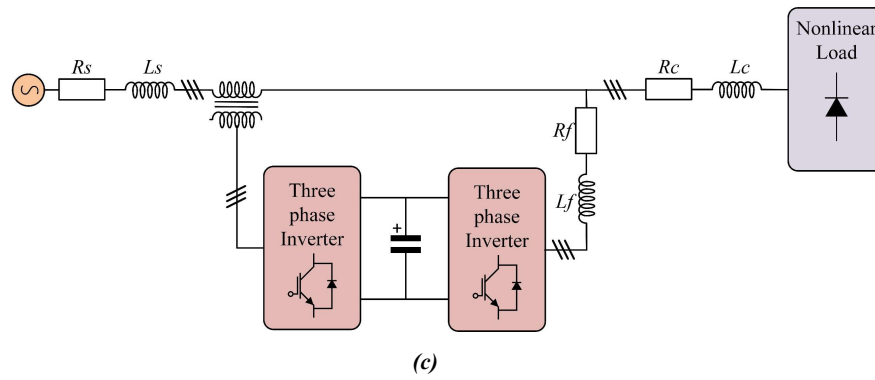 Nonlinear
Load
Rs
Ls
Rc
Lc
Rf
Lf
Three
phase
Inverter
+
Three
phase
Inverter
(c)